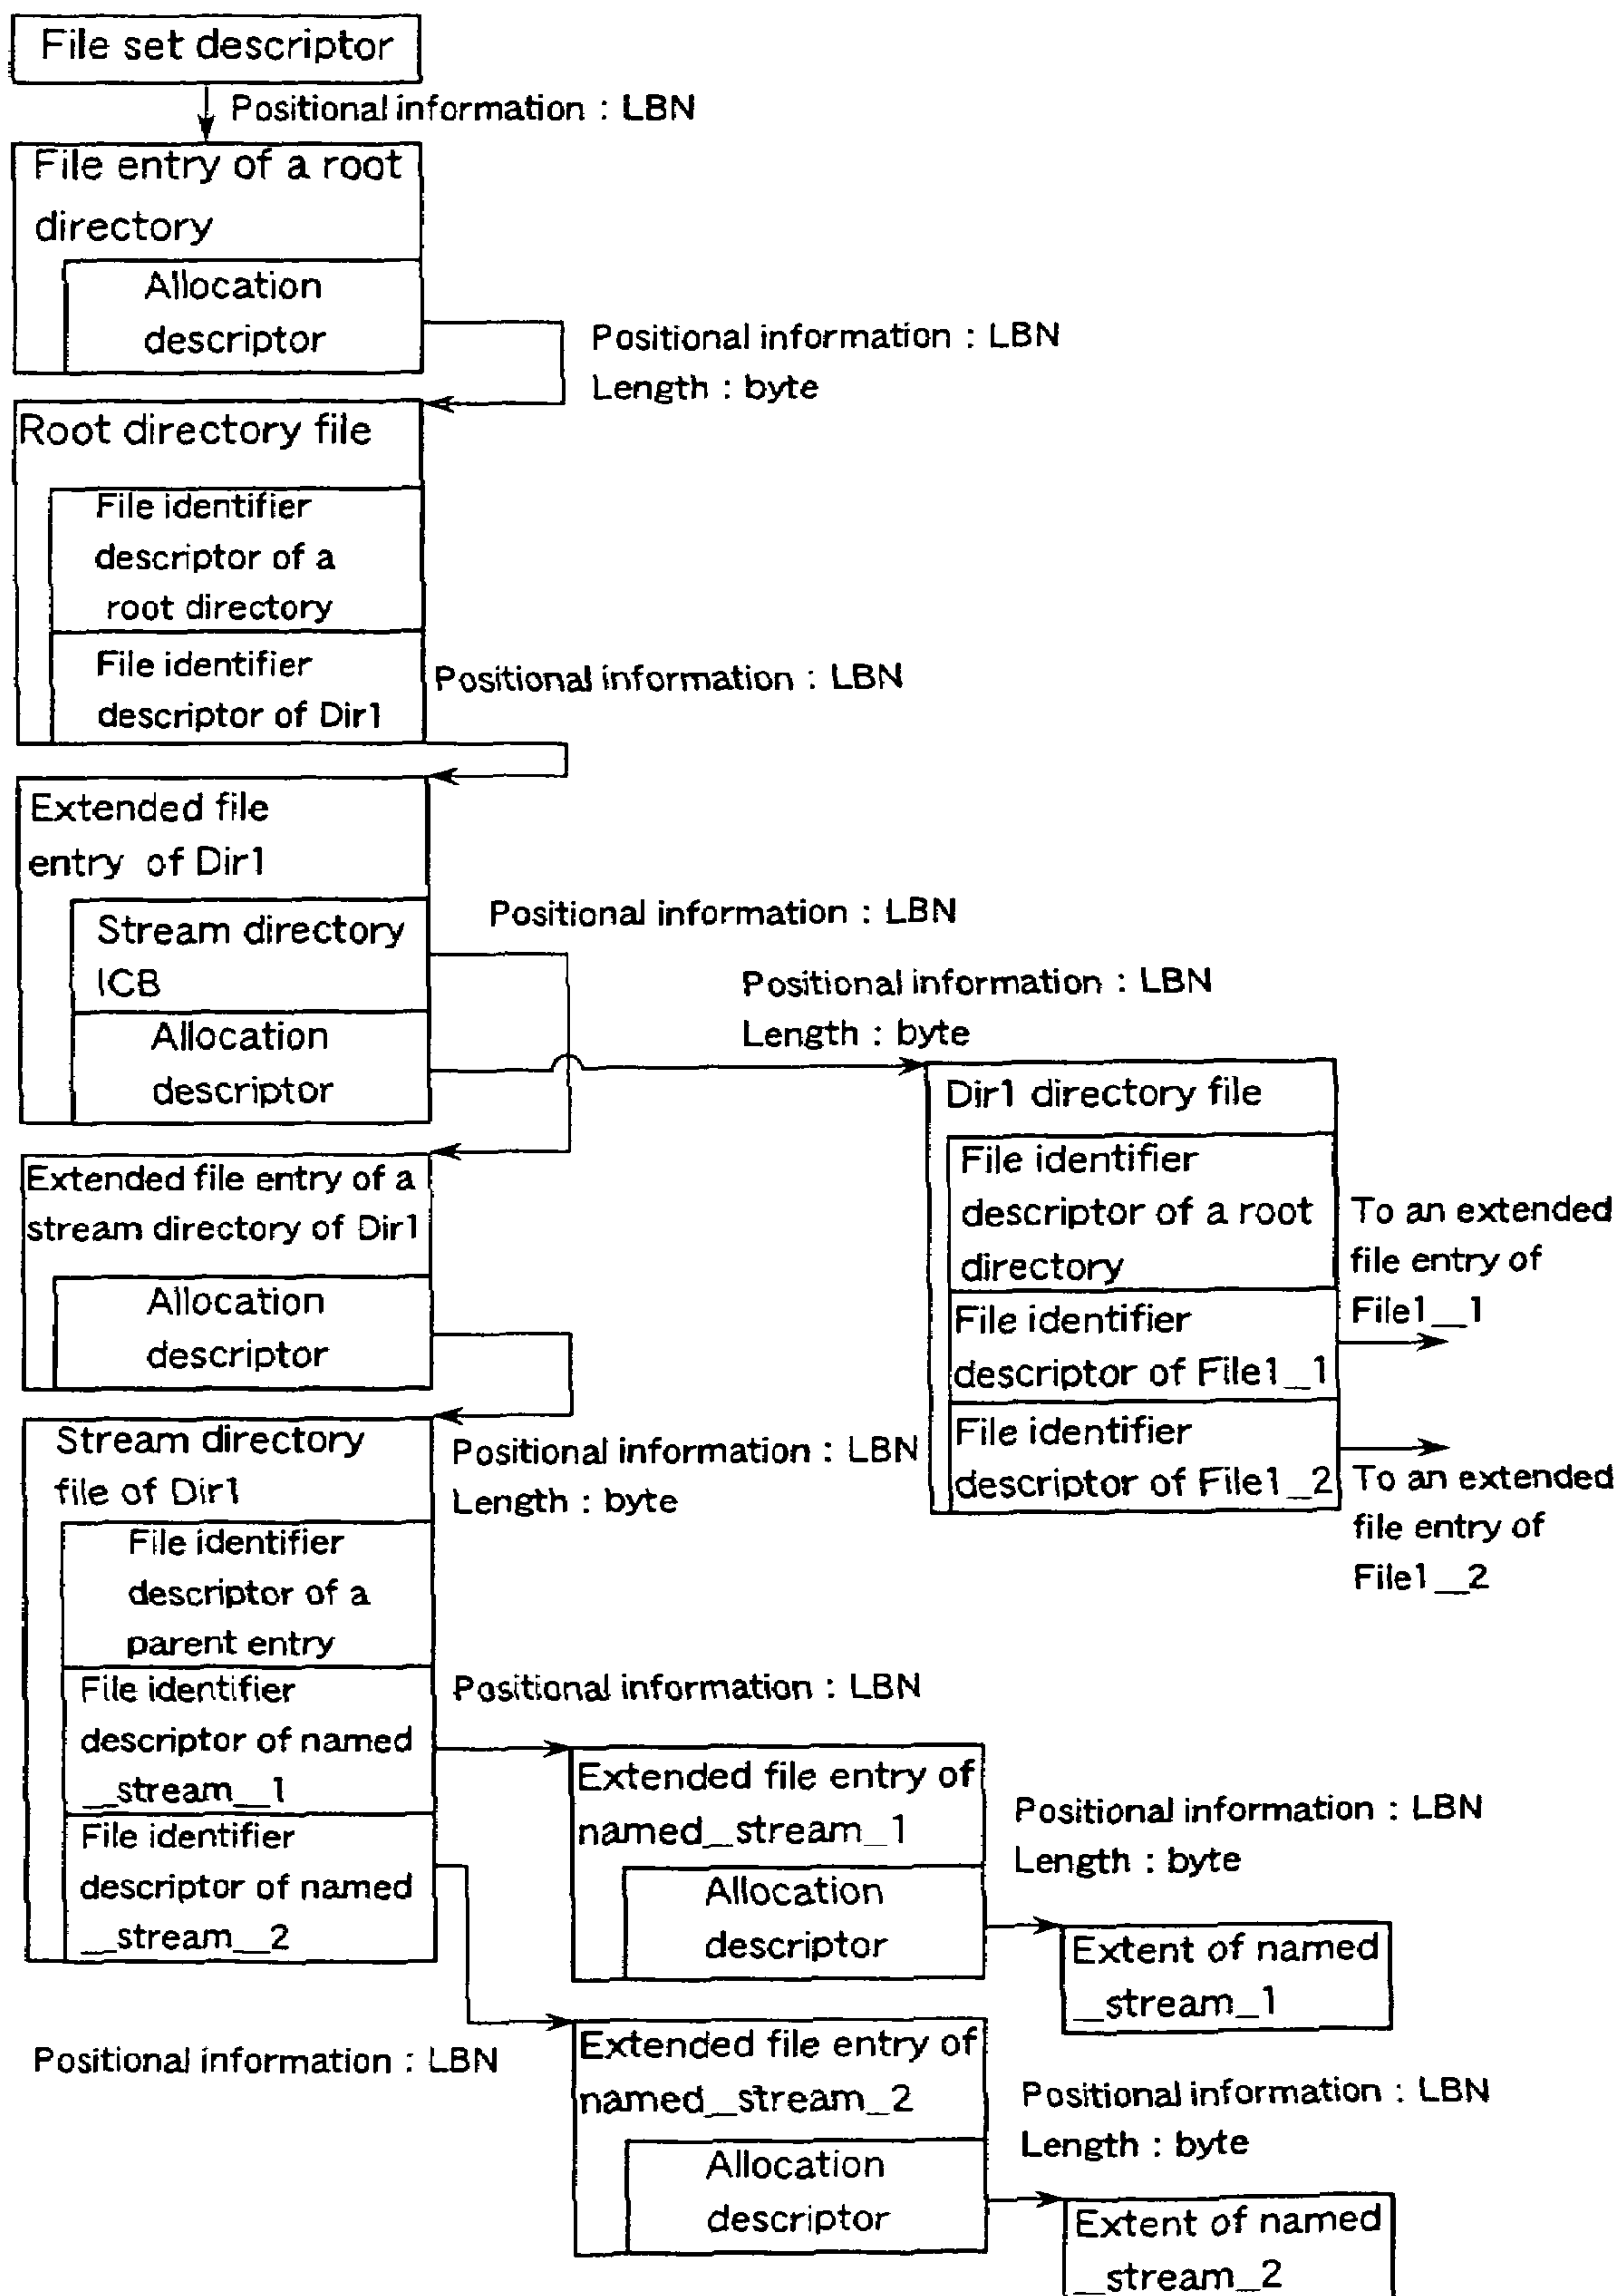 File set descriptor
Positional information : LBN
File entry of a root
directory
Allocation
descriptor
Positional information : LBN
Length : byte
Root directory file
File identifier
descriptor of a
root directory
File identifier
descriptor of Dir1
Positional information : LBN
Extended file
entry of Dir1
Stream directory
ICB
Allocation
descriptor
Positional information : LBN
Positional information : LBN
Length : byte
Dir1 directory file
File identifier
descriptor of a root
directory
File identifier
descriptor of File1_1
File identifier
descriptor of File1_2
To an extended
file entry of
File1__1
To an extended
file entry of
File1__2
Extended file entry of a
stream directory of Dir1
Allocation
descriptor
Positional information : LBN
Length : byte
Stream directory
file of Dir1
File identifier
descriptor of a
parent entry
File identifier
descriptor of named
__stream__1
File identifier
descriptor of named
__stream__2
Positional information : LBN
Extended file entry of
named__stream_1
Allocation
descriptor
Positional information : LBN
Length : byte
Extent of named
__stream_1
Positional information : LBN
Extended file entry of
named__stream_2
Allocation
descriptor
Positional information : LBN
Length : byte
Extent of named
__stream_2